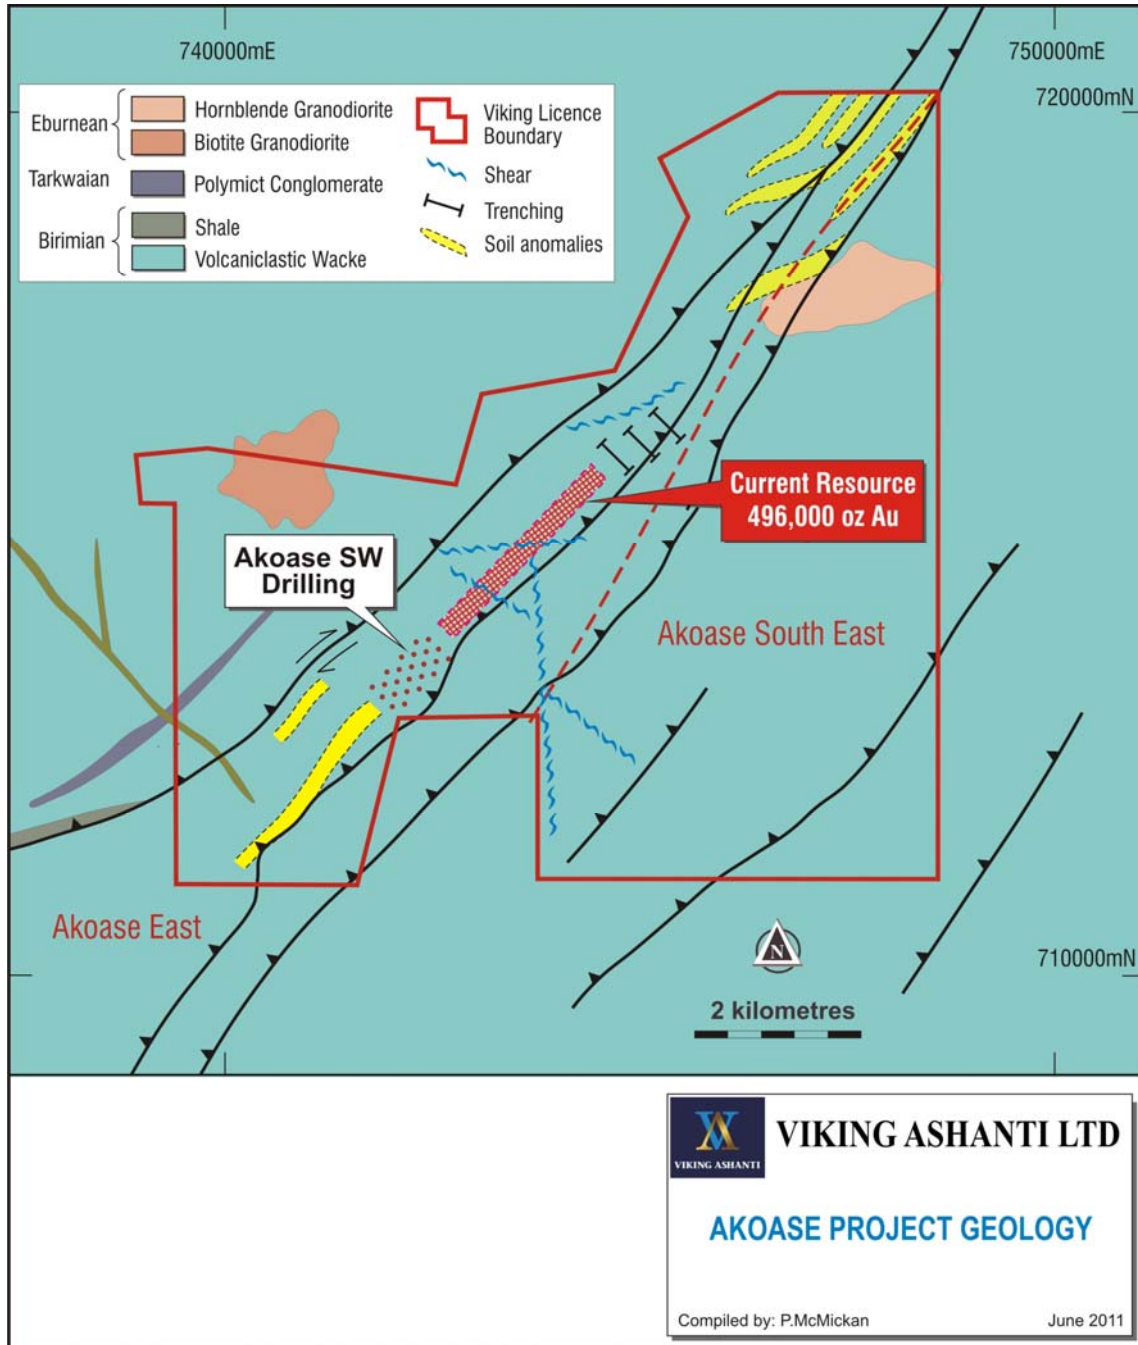 740000mE
750000mE
720000mN
Eburnean
Hornblende Granodiorite
Biotite Granodiorite
Tarkwaian
Polymict Conglomerate
Birimian
Shale
Volcaniclastic Wacke
Viking Licence
Boundary
Shear
Trenching
Soil anomalies
Current Resource
496,000 oz Au
Akoase SW
Drilling
Akoase South East
Akoase East
N
710000mN
2 kilometres
VIKING ASHANTI
VIKING ASHANTI LTD
AKOASE PROJECT GEOLOGY
Compiled by: P.McMickan
June 2011